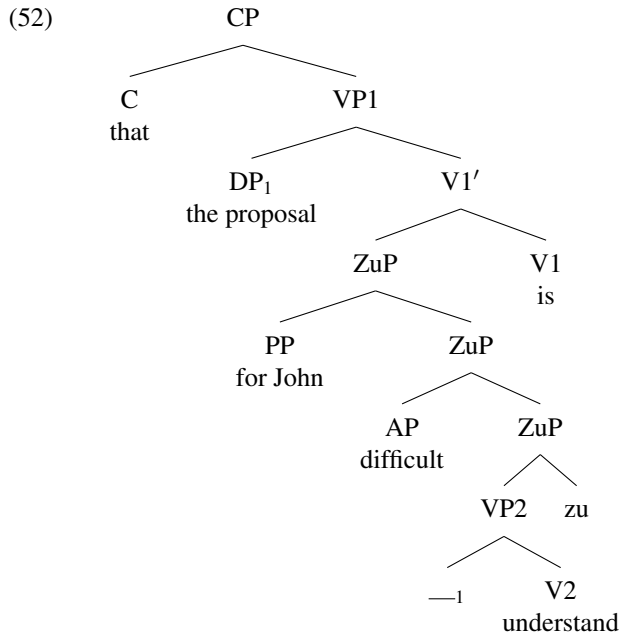 (52) CP
C VP1
that
DP₁ V1′
the proposal
ZuP V1
is
PP ZuP
for John
AP ZuP
difficult
VP2 zu
—₁ V2
understand